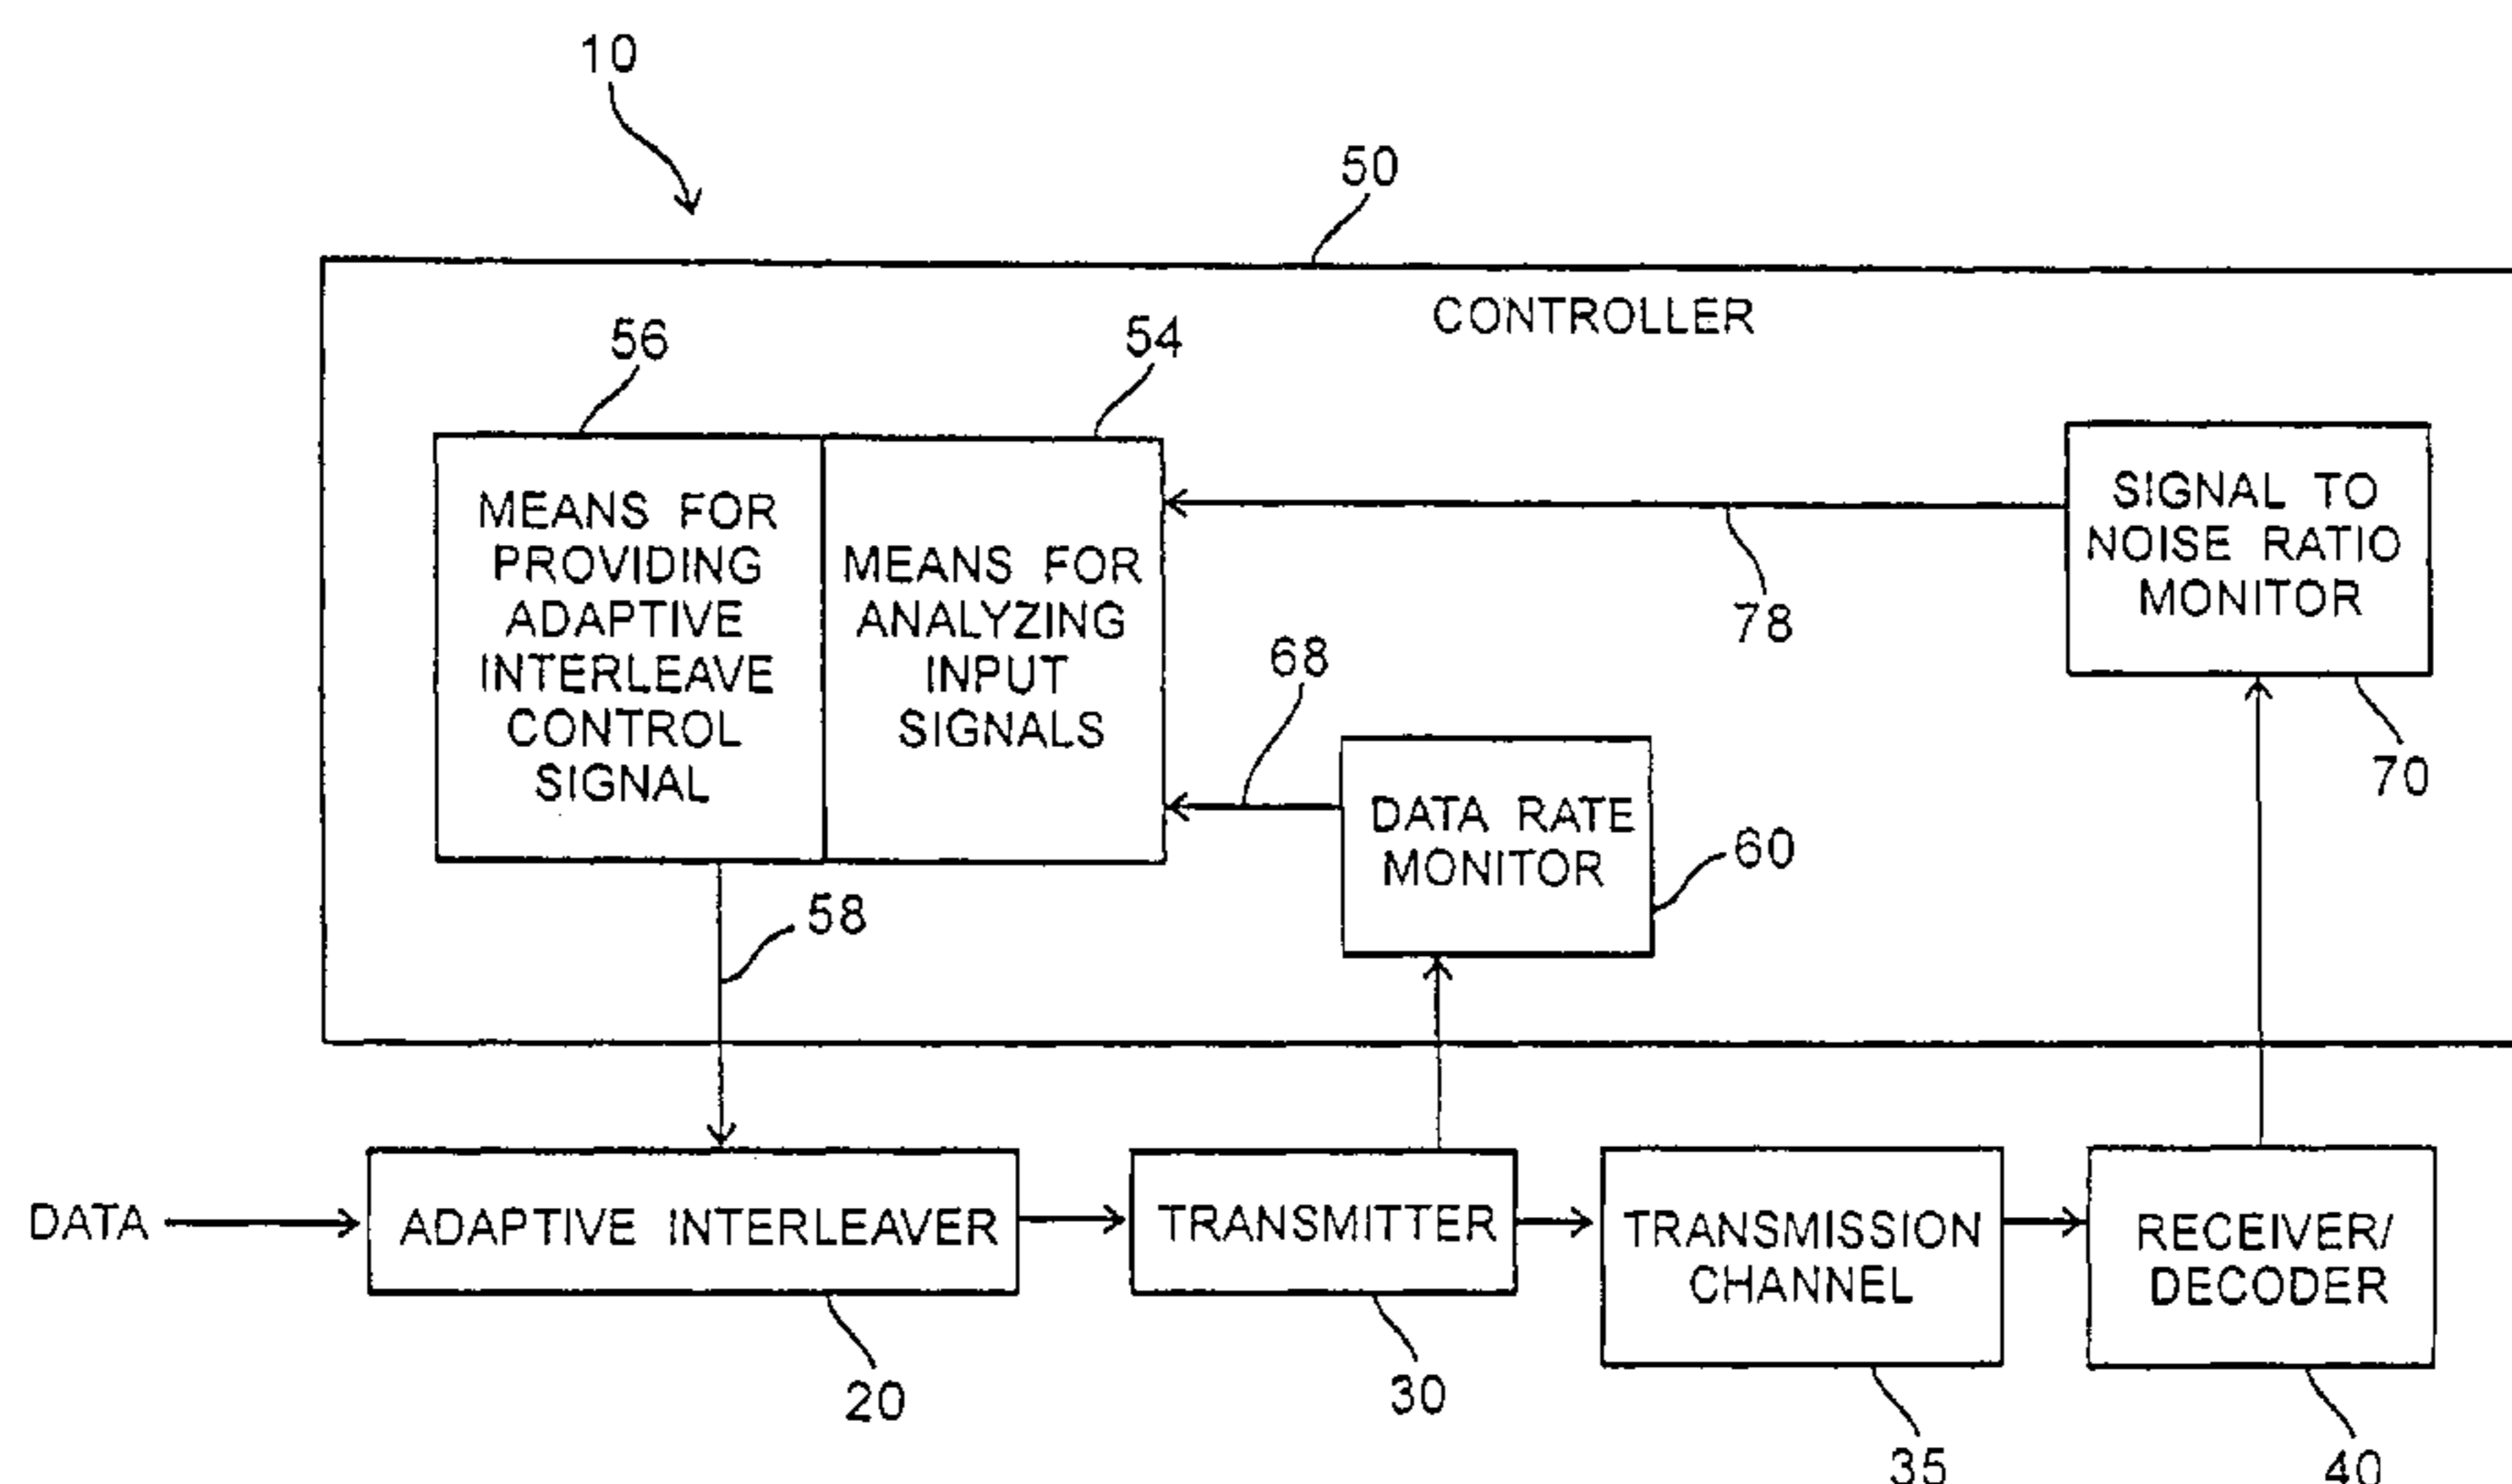 10
50
CONTROLLER
56
54
MEANS FOR
PROVIDING
ADAPTIVE
INTERLEAVE
CONTROL
SIGNAL
MEANS FOR
ANALYZING
INPUT
SIGNALS
SIGNAL TO
NOISE RATIO
MONITOR
78
68
70
DATA RATE
MONITOR
60
58
DATA
ADAPTIVE INTERLEAVER
TRANSMITTER
TRANSMISSION
CHANNEL
RECEIVER/
DECODER
20
30
35
40